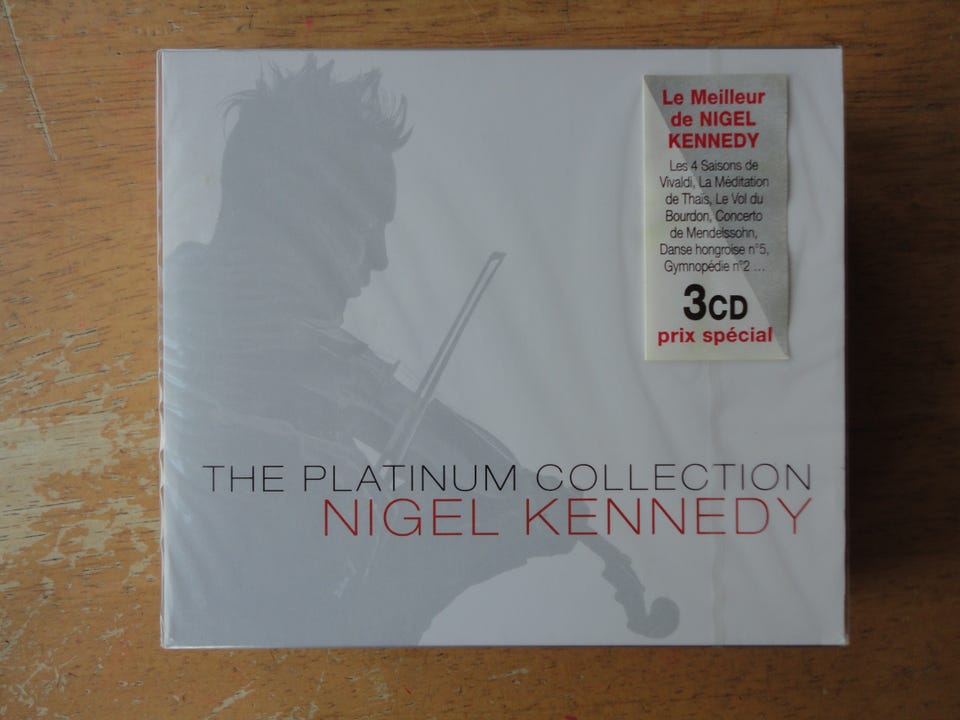 Le Meilleur
de NIGEL
KENNEDY
Les 4 Saisons de
Vivaldi, La Méditation
de Thaïs, Le Vol du
Bourdon, Concerto
de Mendelssohn,
Danse hongroise n°5,
Gymnopédie n°2 ...
3CD
prix spécial
THE PLATINUM COLLECTION
NIGEL KENNEDY